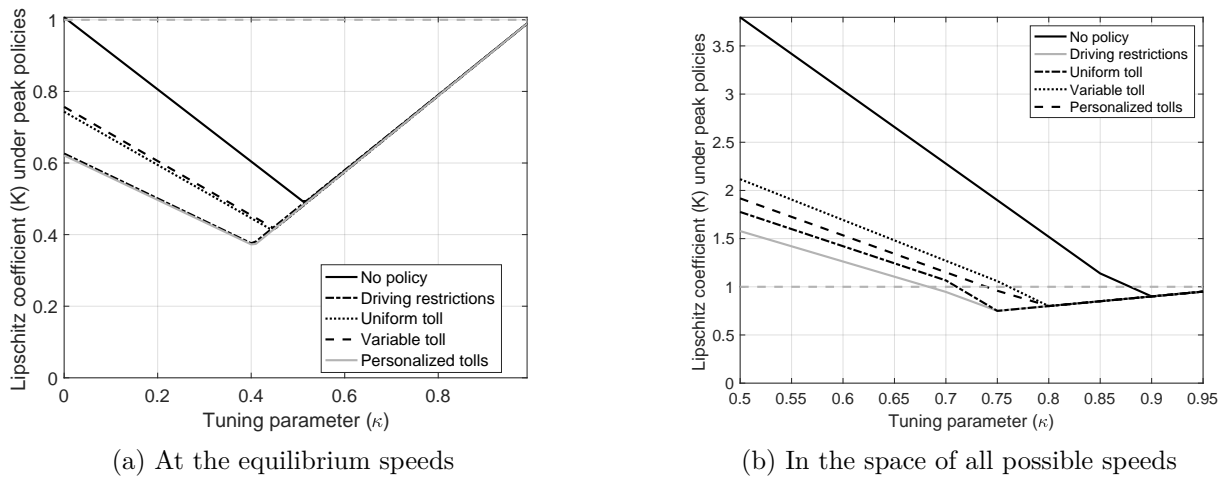 Lipschitz coefficient (K) under peak policies
1
0.8
0.6
0.4
0.2
0
0
0.2
0.4
0.6
0.8
Tuning parameter (κ)
No policy
Driving restrictions
Uniform toll
Variable toll
Personalized tolls
(a) At the equilibrium speeds
Lipschitz coefficient (K) under peak policies
3.5
3
2.5
2
1.5
1
0.5
0
0.5
0.55
0.6
0.65
0.7
0.75
0.8
0.85
0.9
0.95
Tuning parameter (κ)
No policy
Driving restrictions
Uniform toll
Variable toll
Personalized tolls
(b) In the space of all possible speeds